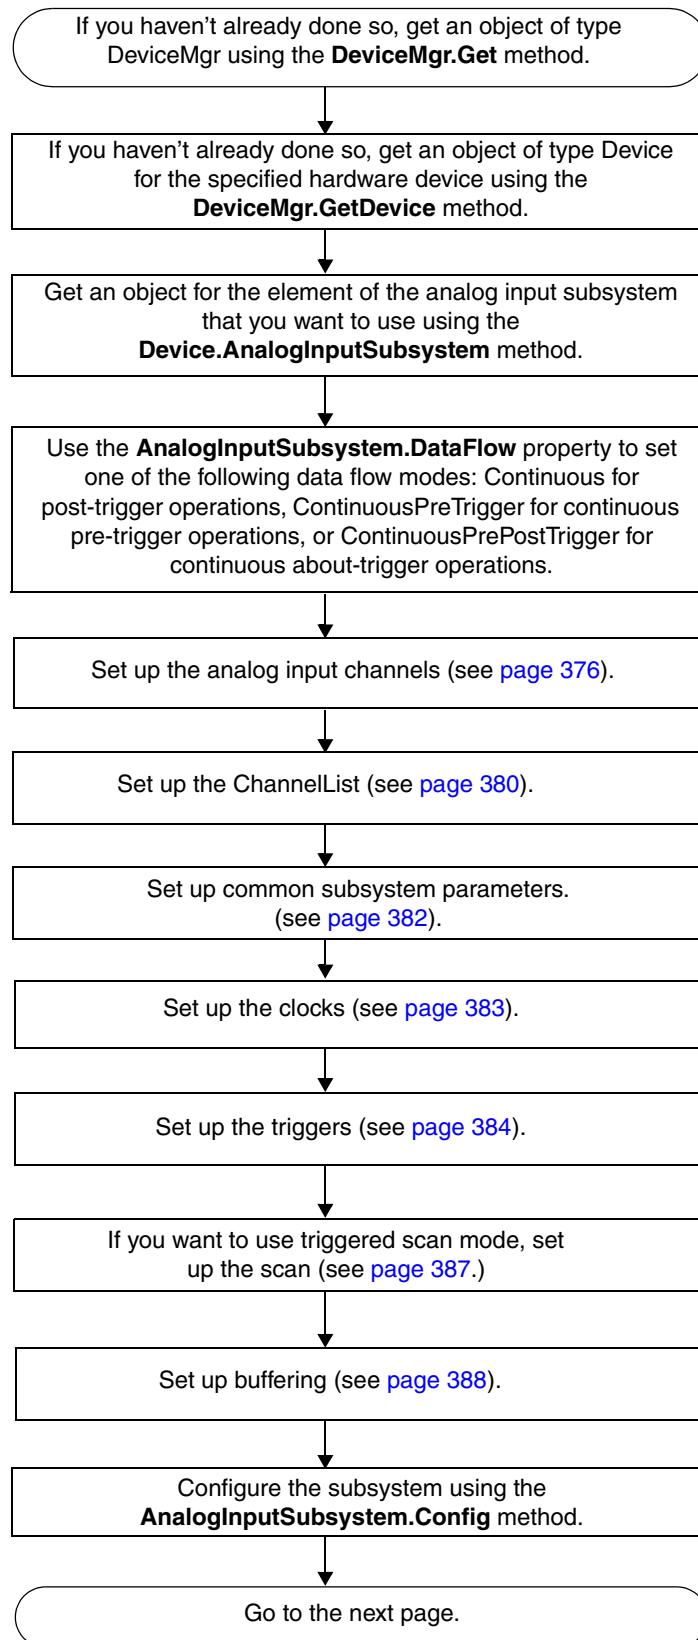 If you haven't already done so, get an object of type
DeviceMgr using the DeviceMgr.Get method.
If you haven't already done so, get an object of type Device
for the specified hardware device using the
DeviceMgr.GetDevice method.
Get an object for the element of the analog input subsystem
that you want to use using the
Device.AnalogInputSubsystem method.
Use the AnalogInputSubsystem.DataFlow property to set
one of the following data flow modes: Continuous for
post-trigger operations, ContinuousPreTrigger for continuous
pre-trigger operations, or ContinuousPrePostTrigger for
continuous about-trigger operations.
Set up the analog input channels (see page 376).
Set up the ChannelList (see page 380).
Set up common subsystem parameters.
(see page 382).
Set up the clocks (see page 383).
Set up the triggers (see page 384).
If you want to use triggered scan mode, set
up the scan (see page 387.)
Set up buffering (see page 388).
Configure the subsystem using the
AnalogInputSubsystem.Config method.
Go to the next page.